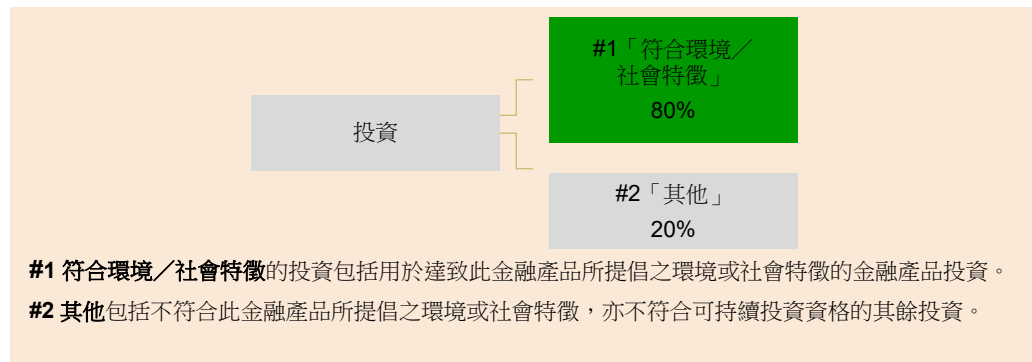 #1「符合環境／
社會特徵」
80%
投資
#2「其他」
20%
#1 符合環境／社會特徵的投資包括用於達致此金融產品所提倡之環境或社會特徵的金融產品投資。
#2 其他包括不符合此金融產品所提倡之環境或社會特徵，亦不符合可持續投資資格的其餘投資。